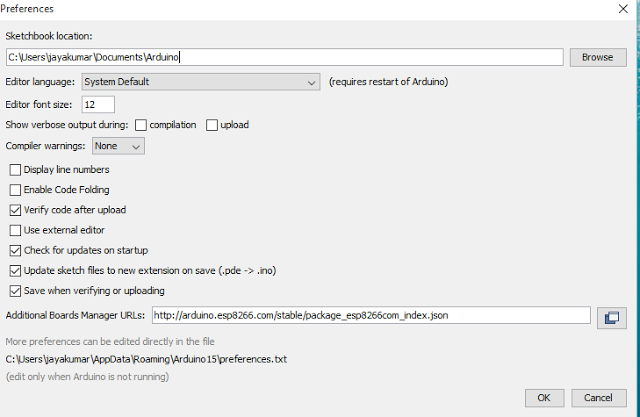 Preferences
Sketchbook location:
C:\Users\jayakumar\Documents\Arduino
Browse
Editor language: System Default (requires restart of Arduino)
Editor font size: 12
Show verbose output during: compilation upload
Compiler warnings: None
Display line numbers
Enable Code Folding
Verify code after upload
Use external editor
Check for updates on startup
Update sketch files to new extension on save (.pde -> .ino)
Save when verifying or uploading
Additional Boards Manager URLs: http://arduino.esp8266.com/stable/package_esp8266com_index.json
More preferences can be edited directly in the file
C:\Users\jayakumar\AppData\Roaming\Arduino15\preferences.txt
(edit only when Arduino is not running)
OK Cancel